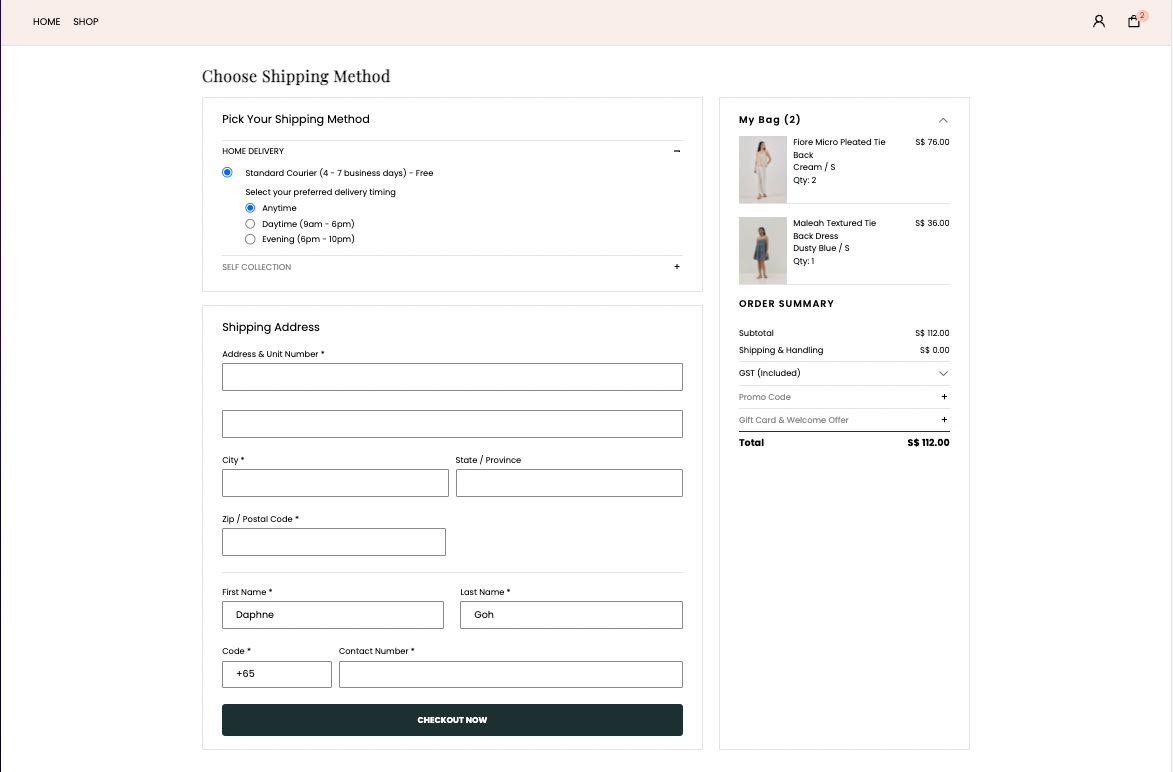 HOME SHOP
2
Choose Shipping Method
Pick Your Shipping Method
HOME DELIVERY
Standard Courier (4 - 7 business days) - Free
Select your preferred delivery timing
Anytime
Daytime (9am - 6pm)
Evening (6pm - 10pm)
SELF COLLECTION
Shipping Address
Address & Unit Number *
City * State / Province
Zip / Postal Code *
First Name * Last Name *
Daphne Goh
Code * Contact Number *
+65
CHECKOUT NOW
My Bag (2)
Fiore Micro Pleated Tie S$ 76.00
Back
Cream / S
Qty: 2
Maleah Textured Tie S$ 36.00
Back Dress
Dusty Blue / S
Qty: 1
ORDER SUMMARY
Subtotal S$ 112.00
Shipping & Handling S$ 0.00
GST (Included)
Promo Code +
Gift Card & Welcome Offer +
Total S$ 112.00